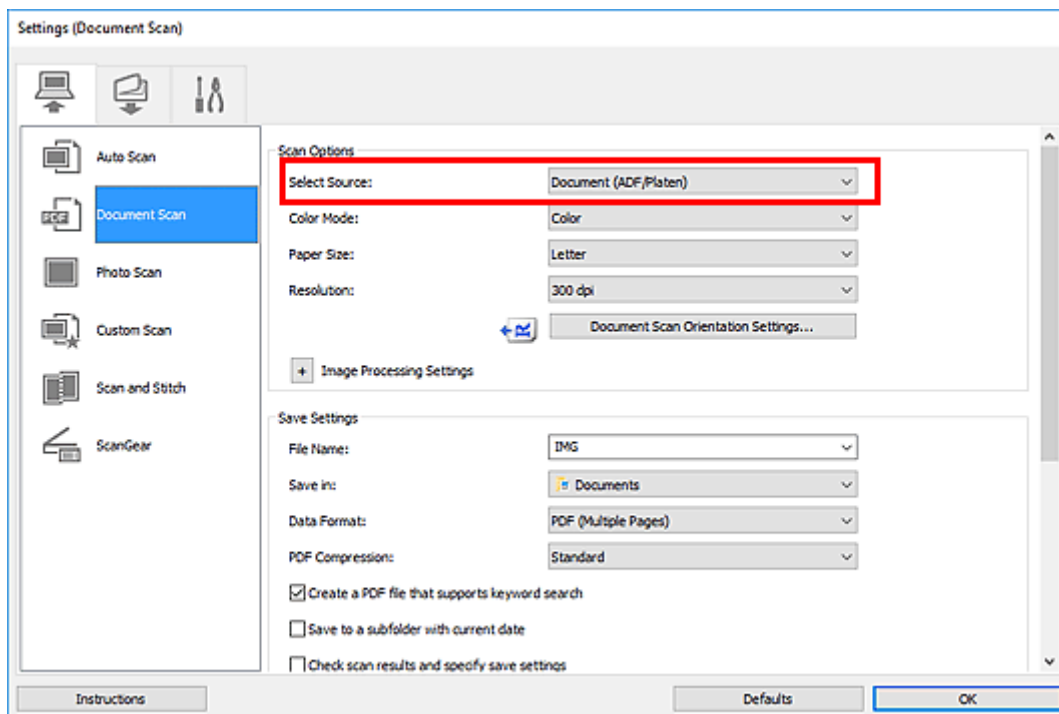 Settings (Document Scan)
Auto Scan
Document Scan
Photo Scan
Custom Scan
Scan and Stitch
ScanGear
Scan Options
Select Source: Document (ADF/Platen)
Color Mode: Color
Paper Size: Letter
Resolution: 300 dpi
Document Scan Orientation Settings...
+ Image Processing Settings
Save Settings
File Name: IMG
Save in: Documents
Data Format: PDF (Multiple Pages)
PDF Compression: Standard
Create a PDF file that supports keyword search
Save to a subfolder with current date
Check scan results and specify save settings
Instructions Defaults OK